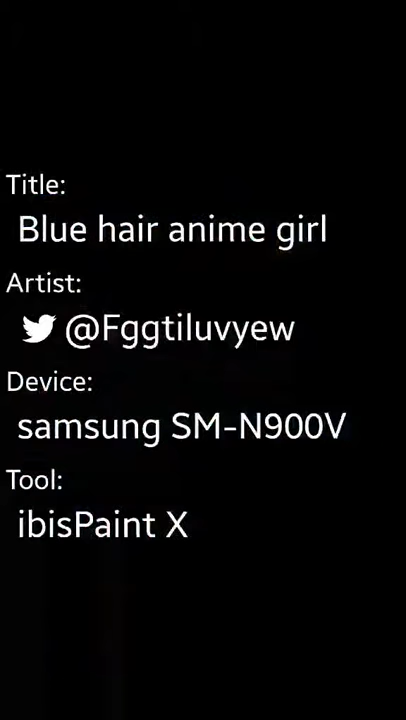 Title:
Blue hair anime girl
Artist:
@Fggtiluvyew
Device:
samsung SM-N900V
Tool:
ibisPaint X